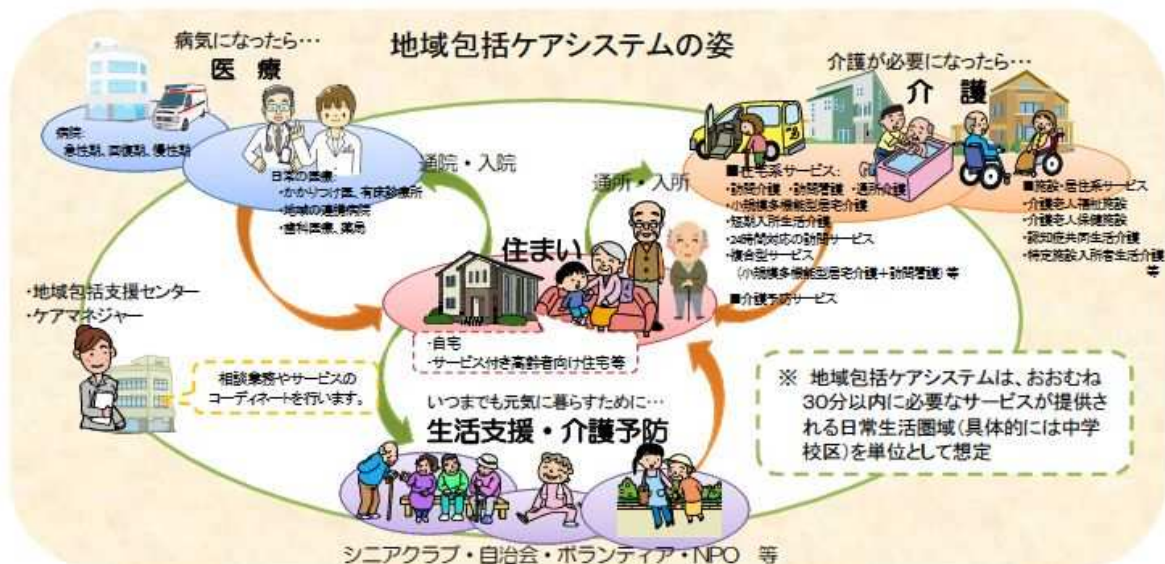 地域包括ケアシステムの姿
病気になったら…
医 療
病院:
急性期、回復期、慢性期
日常の医療:
・かかりつけ医、有床診療所
・地域の連携病院
・歯科医療、薬局
通院・入院
介護が必要になったら…
介 護
通所・入所
■在宅系サービス:
・訪問介護 ・訪問看護 ・通所介護
・小規模多機能型居宅介護
・短期入所生活介護
・24時間対応の訪問サービス
・複合型サービス
(小規模多機能型居宅介護+訪問看護)等
■介護予防サービス
■施設・居住系サービス
・介護老人福祉施設
・介護老人保健施設
・認知症共同生活介護
・特定施設入所者生活介護
等
住まい
・自宅
・サービス付き高齢者向け住宅等
・地域包括支援センター
・ケアマネジャー
相談業務やサービスの
コーディネートを行います。
いつまでも元気に暮らすために…
生活支援・介護予防
シニアクラブ・自治会・ボランティア・NPO 等
※ 地域包括ケアシステムは、おおむね
30分以内に必要なサービスが提供さ
れる日常生活圏域(具体的には中学
校区)を単位として想定